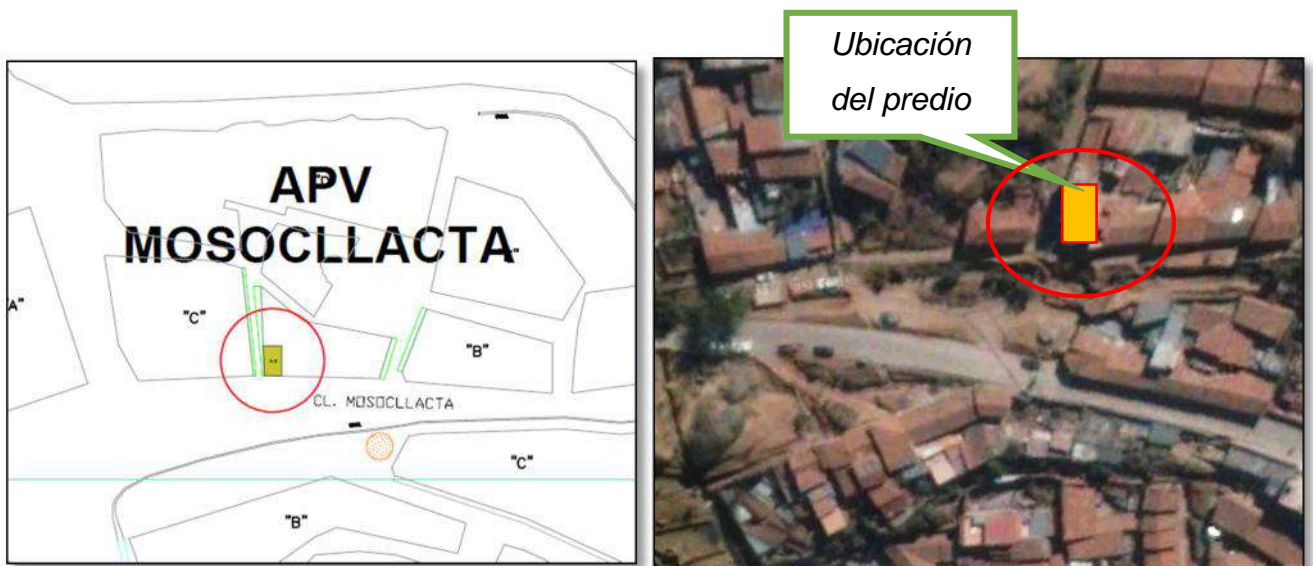 Ubicación
del predio
APV
"D"
MOSOCLLACTA
A"
"C"
"B"
CL. MOSOCLLACTA
"C"
"B"